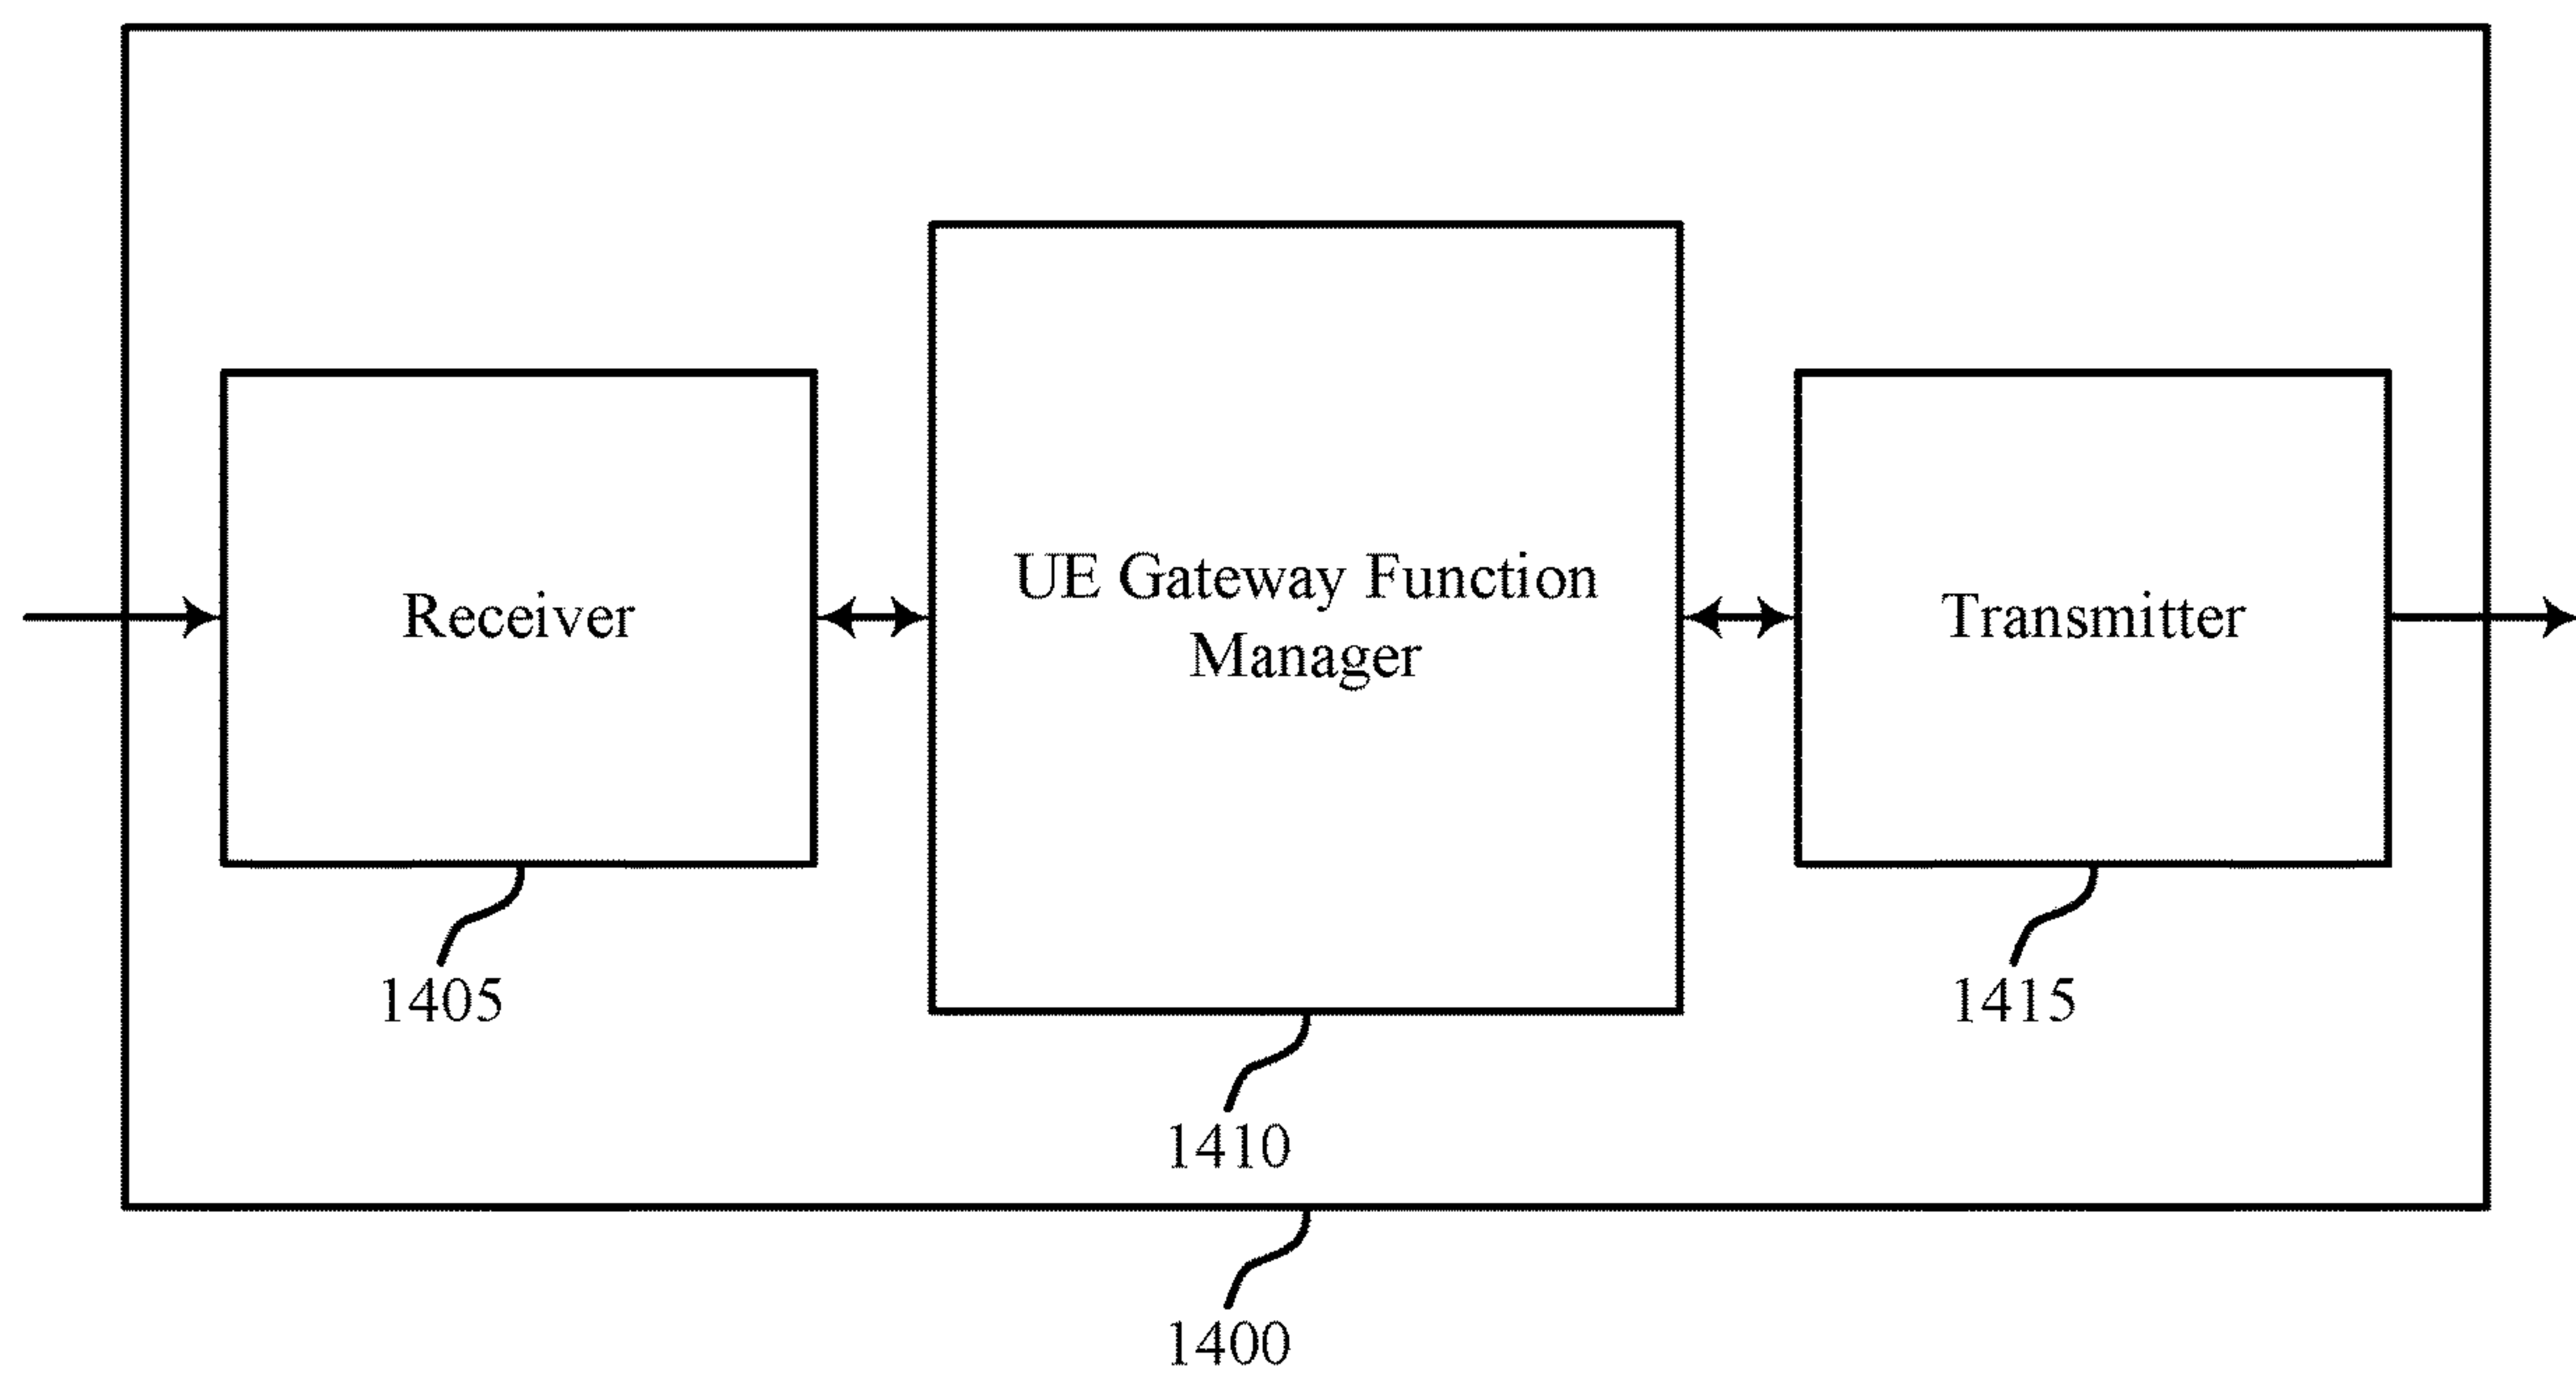 Receiver
UE Gateway Function
Manager
Transmitter
1405
1415
1410
1400